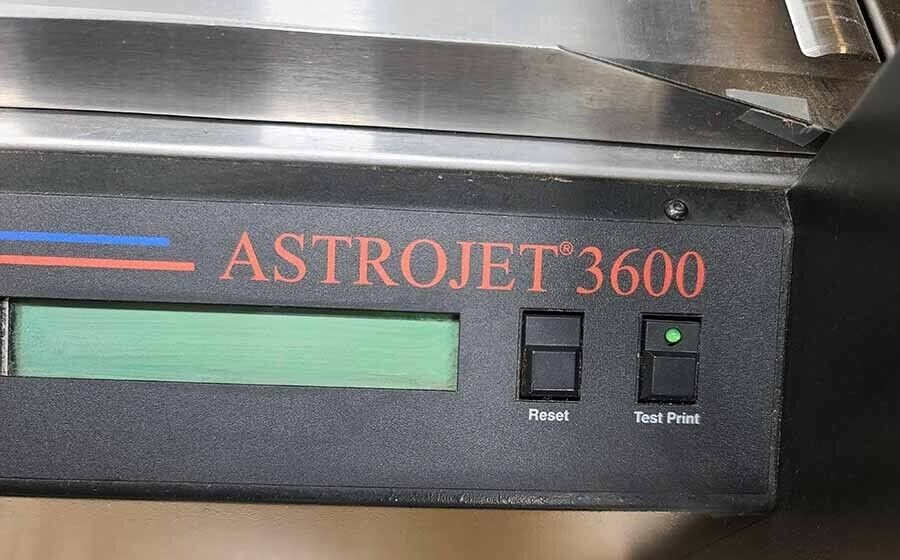 ASTROJET® 3600
Reset
Test Print